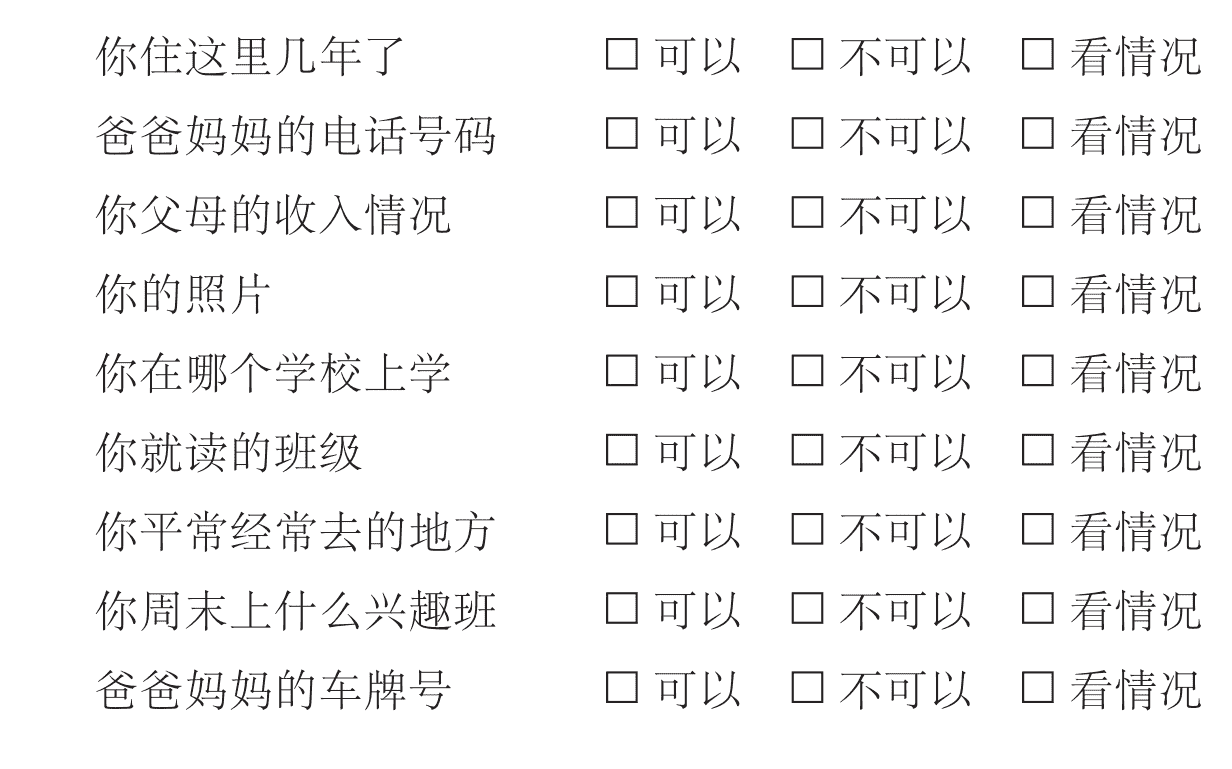 你住这里几年了 □ 可以 □ 不可以 □ 看情况
爸爸妈妈的电话号码 □ 可以 □ 不可以 □ 看情况
你父母的收入情况 □ 可以 □ 不可以 □ 看情况
你的照片 □ 可以 □ 不可以 □ 看情况
你在哪个学校上学 □ 可以 □ 不可以 □ 看情况
你就读的班级 □ 可以 □ 不可以 □ 看情况
你平常经常去的地方 □ 可以 □ 不可以 □ 看情况
你周末上什么兴趣班 □ 可以 □ 不可以 □ 看情况
爸爸妈妈的车牌号 □ 可以 □ 不可以 □ 看情况